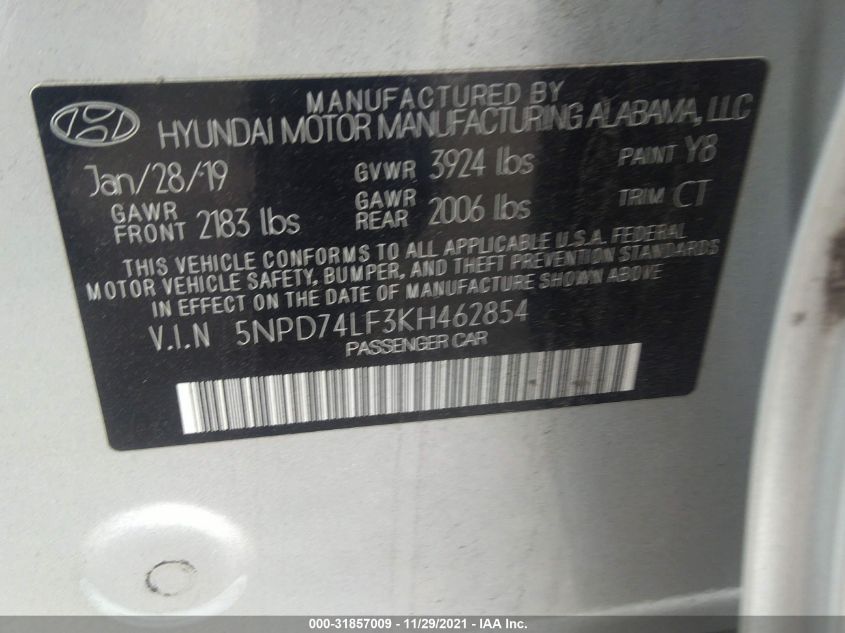 MANUFACTURED BY
HYUNDAI MOTOR MANUFACTURING ALABAMA, LLC
Jan/28/19 GVWR 3924 lbs PAINT Y8
GAWR FRONT 2183 lbs GAWR REAR 2006 lbs TRIM CT
THIS VEHICLE CONFORMS TO ALL APPLICABLE U.S.A. FEDERAL
MOTOR VEHICLE SAFETY, BUMPER, AND THEFT PREVENTION STANDARDS
IN EFFECT ON THE DATE OF MANUFACTURE SHOWN ABOVE
V.I.N 5NPD74LF3KH462854
PASSENGER CAR
000-31857009 - 11/29/2021 - iaai.com